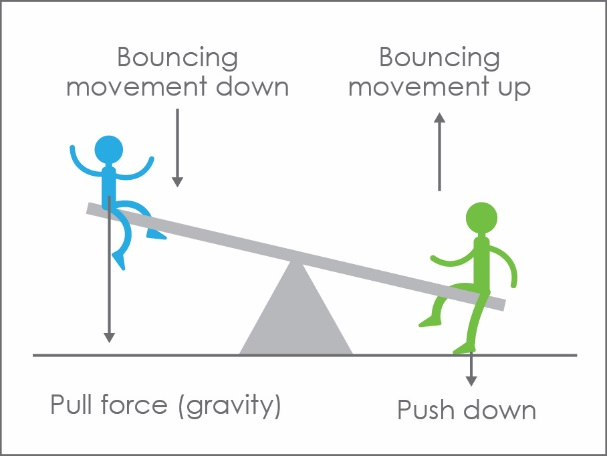 Bouncing
movement down
Bouncing
movement up
Pull force (gravity)
Push down